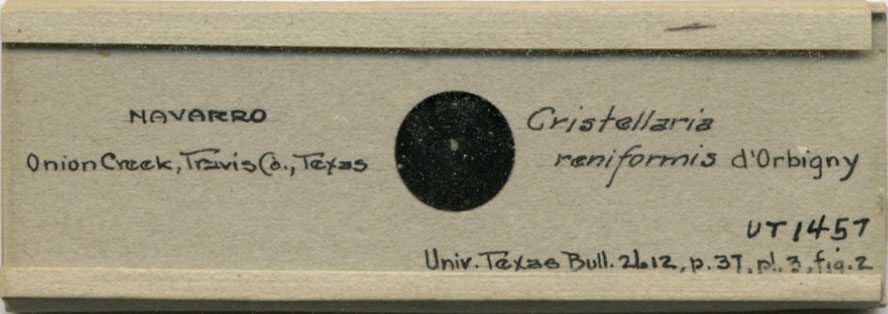 NAVARRO
Onion Creek, Travis Co., Texas
Cristellaria
reniformis d'Orbigny
UT 1457
Univ. Texas Bull. 2612, p. 37, pl. 3, fig. 2